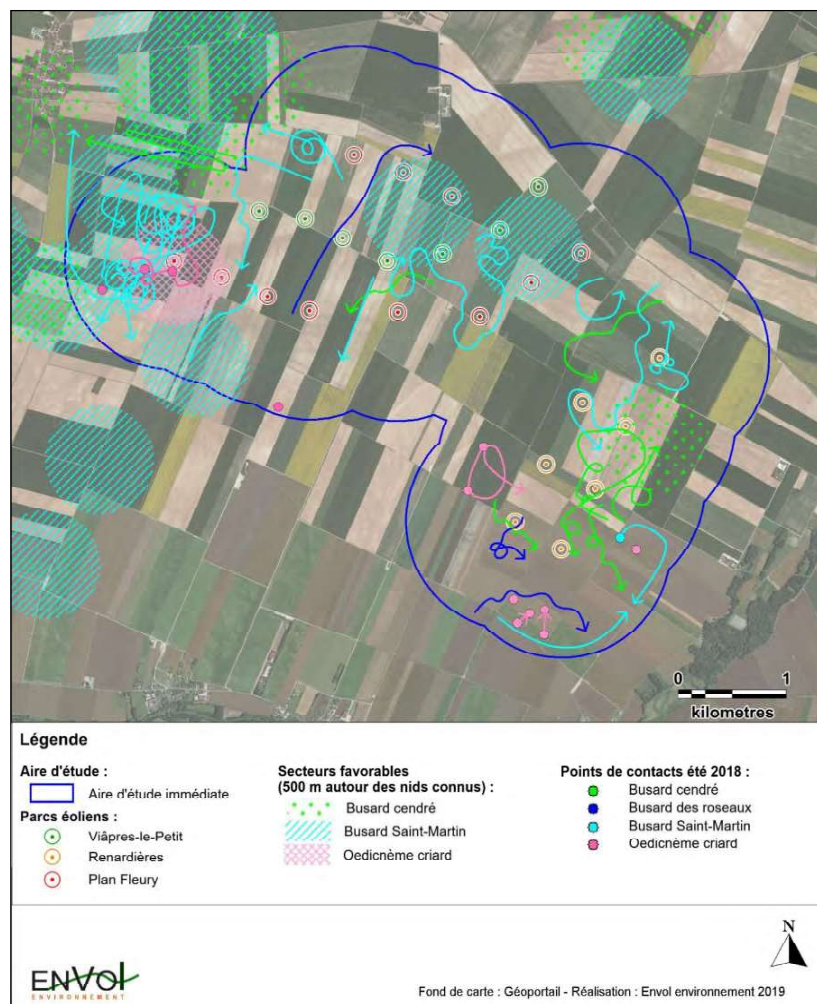 0 1
kilometres
Légende
Aire d'étude :
Aire d'étude immédiate
Parcs éoliens :
Viâpres-le-Petit
Renardières
Plan Fleury
Secteurs favorables
(500 m autour des nids connus) :
Busard cendré
Busard Saint-Martin
Oedicnème criard
Points de contacts été 2018 :
Busard cendré
Busard des roseaux
Busard Saint-Martin
Oedicnème criard
N
ENVOL
ENVIRONNEMENT
Fond de carte : Géoportail - Réalisation : Envol environnement 2019